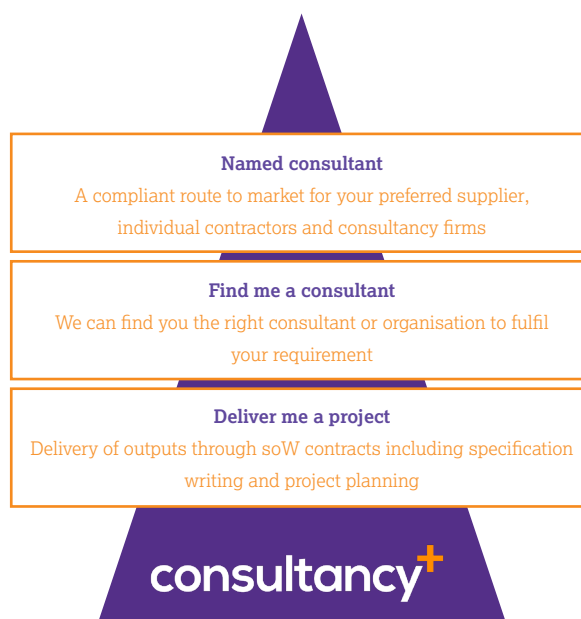 Named consultant
A compliant route to market for your preferred supplier,
individual contractors and consultancy firms
Find me a consultant
We can find you the right consultant or organisation to fulfil
your requirement
Deliver me a project
Delivery of outputs through soW contracts including specification
writing and project planning
consultancy+